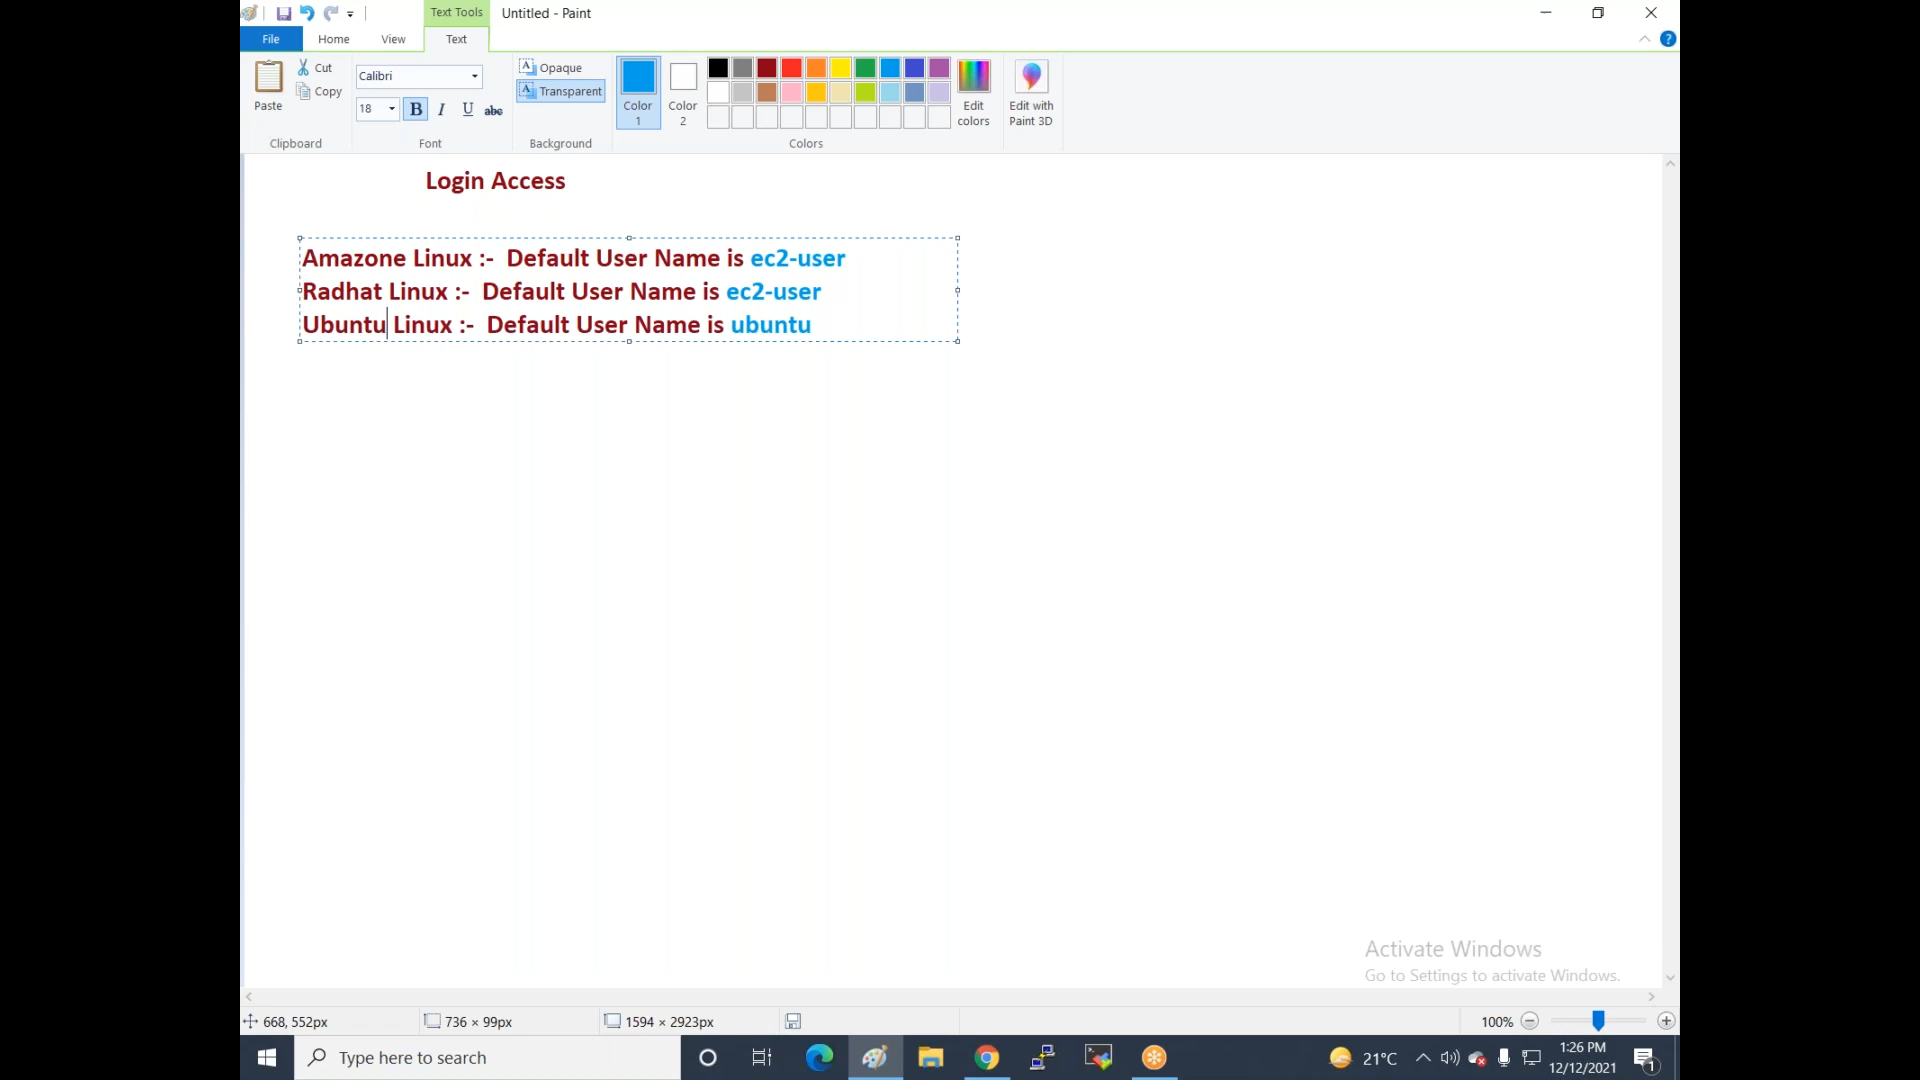 Text Tools
Untitled - Paint
File
Home
View
Text
Paste
Cut
Copy
Clipboard
Calibri
18
B
I
U
abc
Font
A Opaque
A Transparent
Background
Color 1
Color 2
Edit colors
Colors
Edit with Paint 3D
Login Access
Amazone Linux :-  Default User Name is ec2-user
Radhat Linux :-  Default User Name is ec2-user
Ubuntu Linux :-  Default User Name is ubuntu
Activate Windows
Go to Settings to activate Windows.
668, 552px
736 × 99px
1594 × 2923px
100%
Type here to search
21°C
1:26 PM
12/12/2021
1